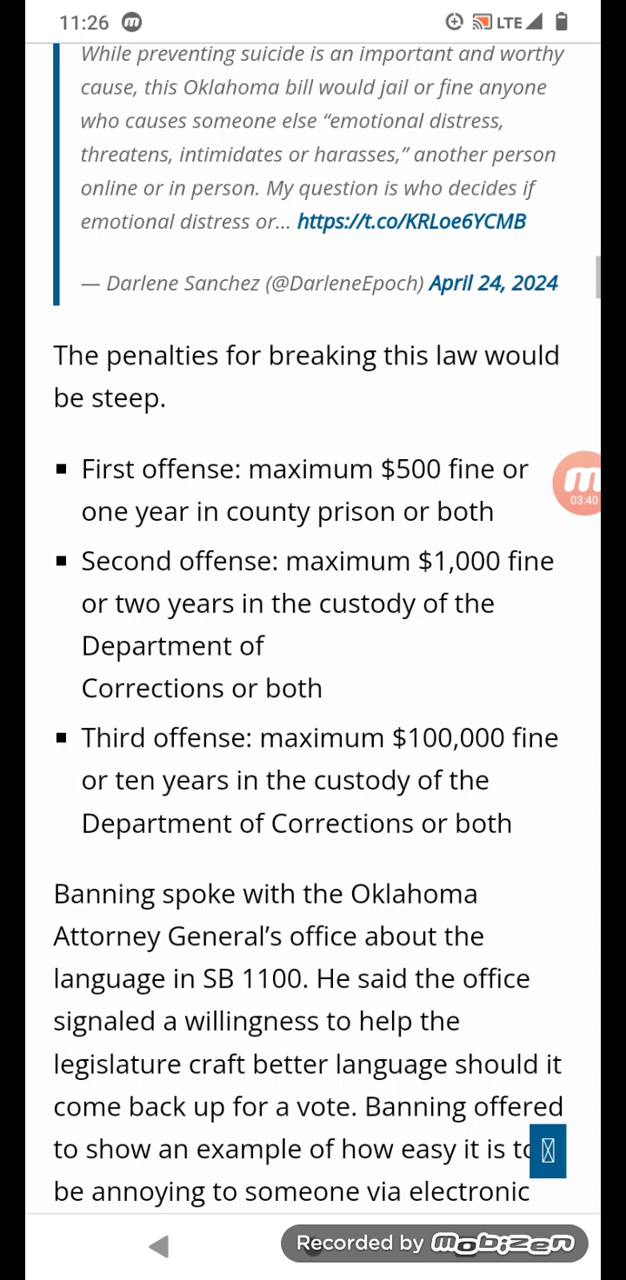 11:26 m LTE
While preventing suicide is an important and worthy
cause, this Oklahoma bill would jail or fine anyone
who causes someone else “emotional distress,
threatens, intimidates or harasses,” another person
online or in person. My question is who decides if
emotional distress or... https://t.co/KRLoe6YCMB
— Darlene Sanchez (@DarleneEpoch) April 24, 2024
The penalties for breaking this law would
be steep.
▪ First offense: maximum $500 fine or
one year in county prison or both
m
03:40
▪ Second offense: maximum $1,000 fine
or two years in the custody of the
Department of
Corrections or both
▪ Third offense: maximum $100,000 fine
or ten years in the custody of the
Department of Corrections or both
Banning spoke with the Oklahoma
Attorney General’s office about the
language in SB 1100. He said the office
signaled a willingness to help the
legislature craft better language should it
come back up for a vote. Banning offered
to show an example of how easy it is to
be annoying to someone via electronic
Recorded by mobizen